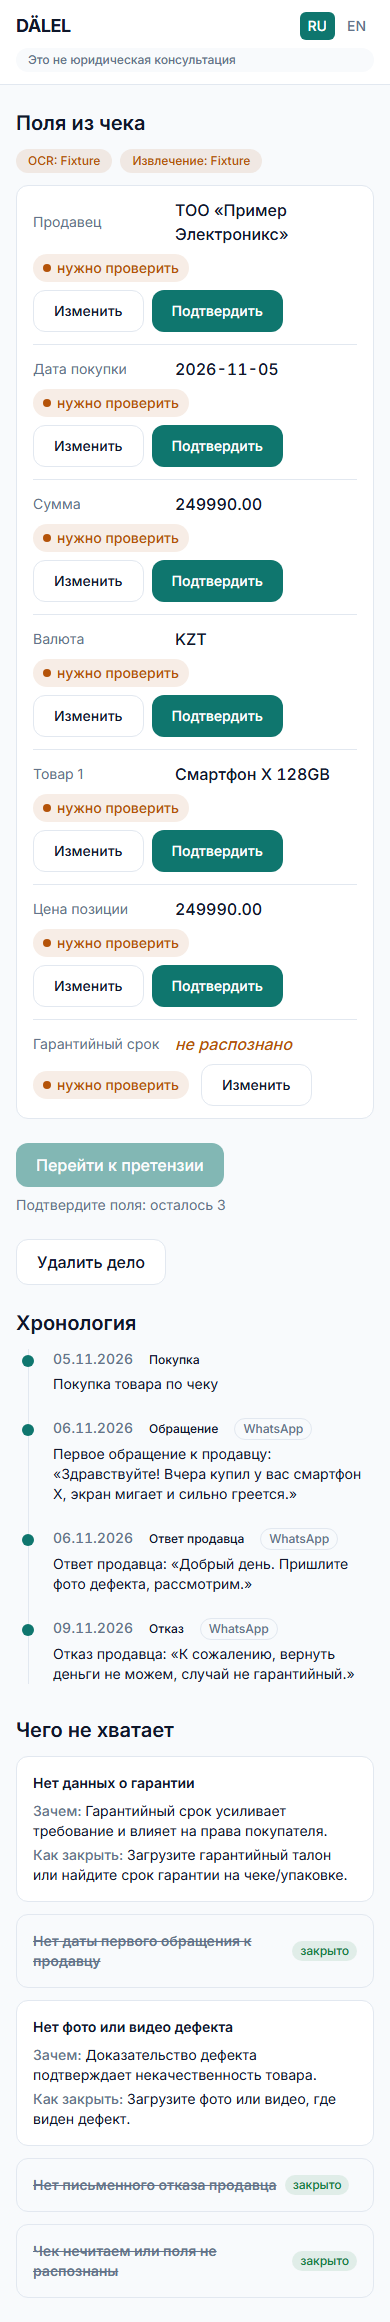 DÄLEL RU EN
Это не юридическая консультация
Поля из чека
OCR: Fixture Извлечение: Fixture
Продавец ТОО «Пример
Электроникс»
нужно проверить
Изменить Подтвердить
Дата покупки 2026-11-05
нужно проверить
Изменить Подтвердить
Сумма 249990.00
нужно проверить
Изменить Подтвердить
Валюта KZT
нужно проверить
Изменить Подтвердить
Товар 1 Смартфон X 128GB
нужно проверить
Изменить Подтвердить
Цена позиции 249990.00
нужно проверить
Изменить Подтвердить
Гарантийный срок не распознано
нужно проверить Изменить
Перейти к претензии
Подтвердите поля: осталось 3
Удалить дело
Хронология
05.11.2026 Покупка
Покупка товара по чеку
06.11.2026 Обращение WhatsApp
Первое обращение к продавцу:
«Здравствуйте! Вчера купил у вас смартфон
X, экран мигает и сильно греется.»
06.11.2026 Ответ продавца WhatsApp
Ответ продавца: «Добрый день. Пришлите
фото дефекта, рассмотрим.»
09.11.2026 Отказ WhatsApp
Отказ продавца: «К сожалению, вернуть
деньги не можем, случай не гарантийный.»
Чего не хватает
Нет данных о гарантии
Зачем: Гарантийный срок усиливает
требование и влияет на права покупателя.
Как закрыть: Загрузите гарантийный талон
или найдите срок гарантии на чеке/упаковке.
Нет даты первого обращения к
продавцу закрыто
Нет фото или видео дефекта
Зачем: Доказательство дефекта
подтверждает некачественность товара.
Как закрыть: Загрузите фото или видео, где
виден дефект.
Нет письменного отказа продавца закрыто
Чек нечитаем или поля не
распознаны закрыто